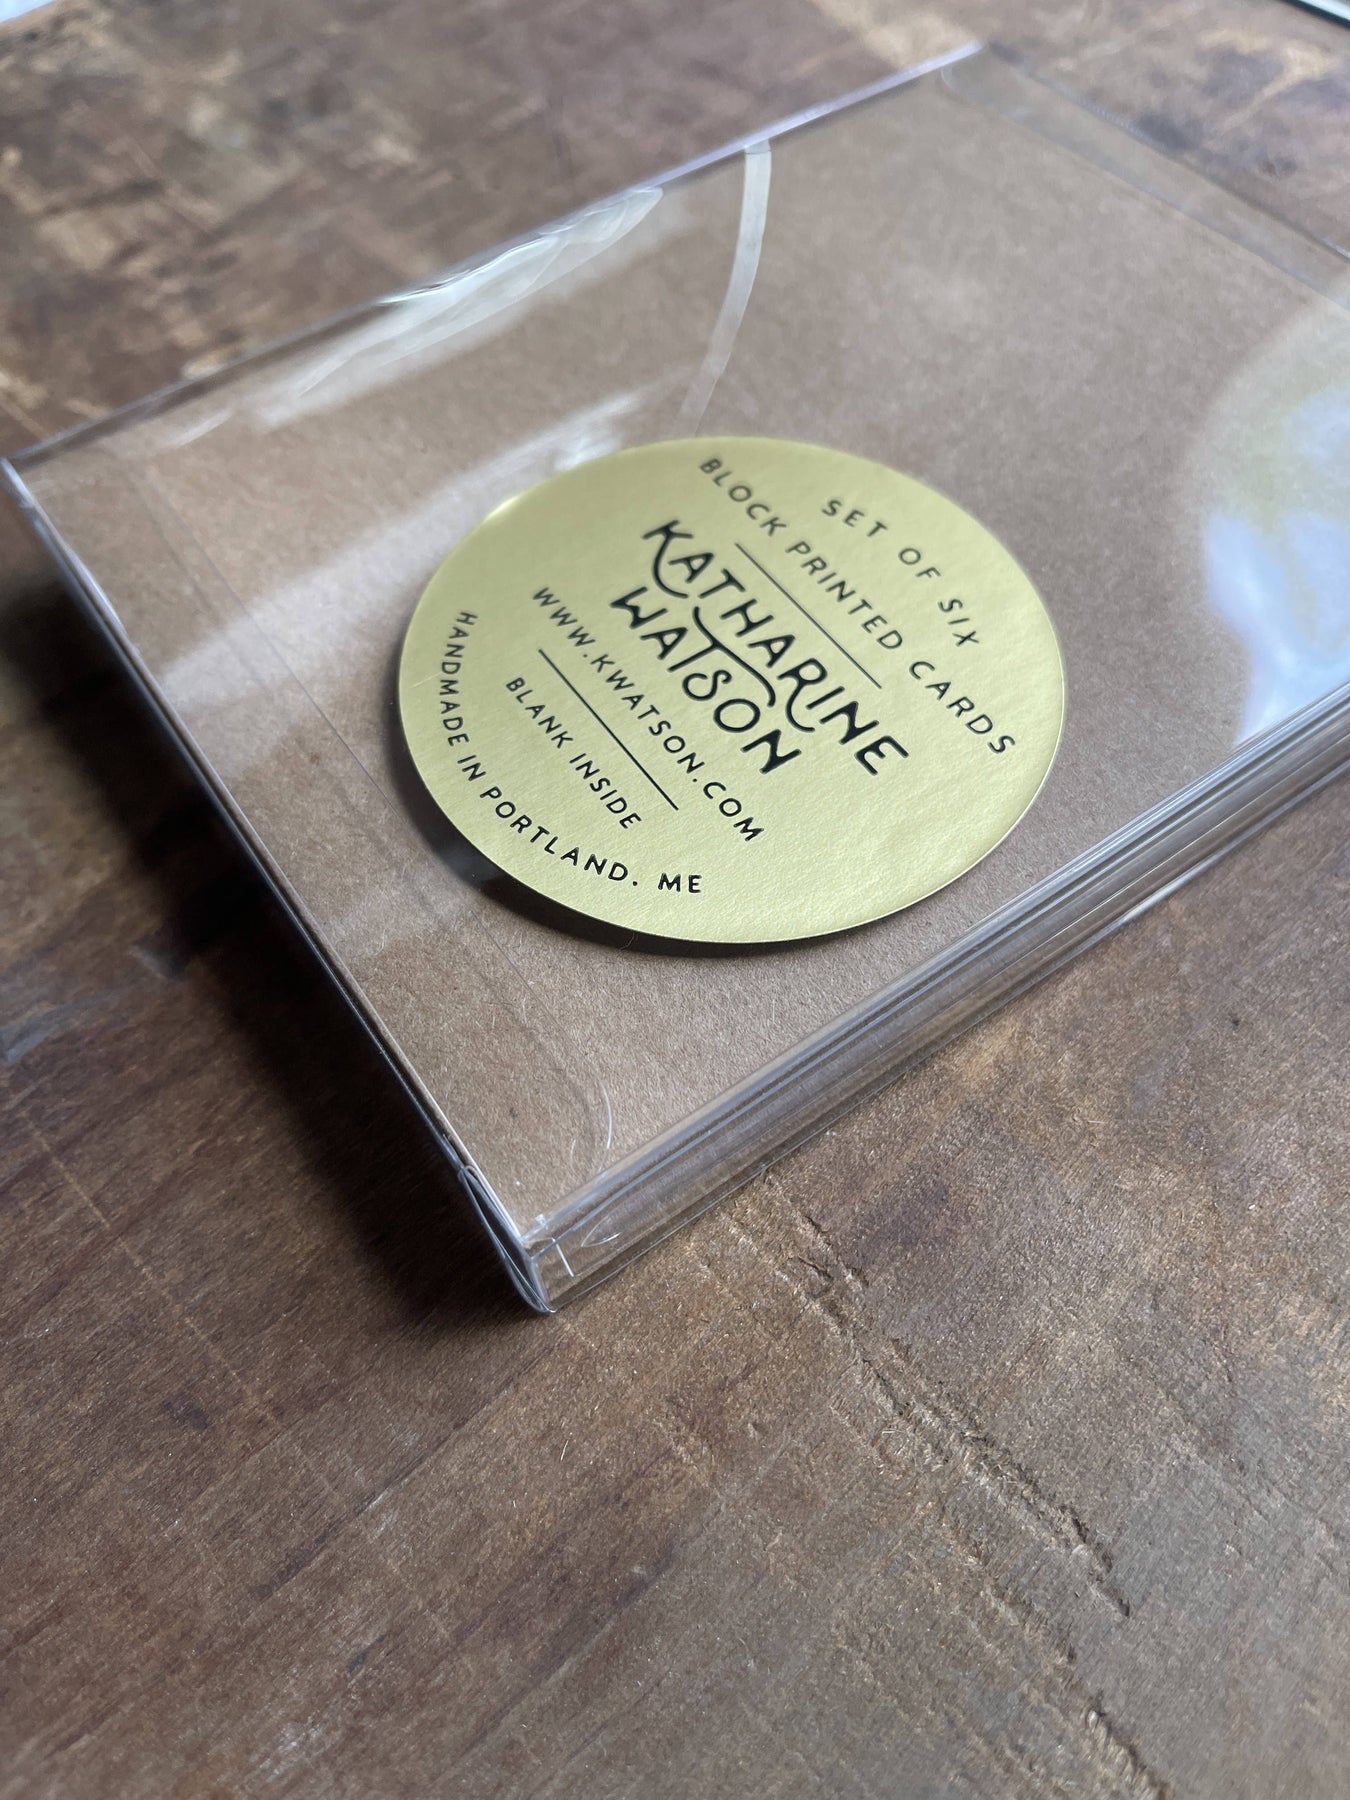 SET OF SIX
BLOCK PRINTED CARDS
KATHARINE
WATSON
WWW.KWATSON.COM
BLANK INSIDE
HANDMADE IN PORTLAND. ME